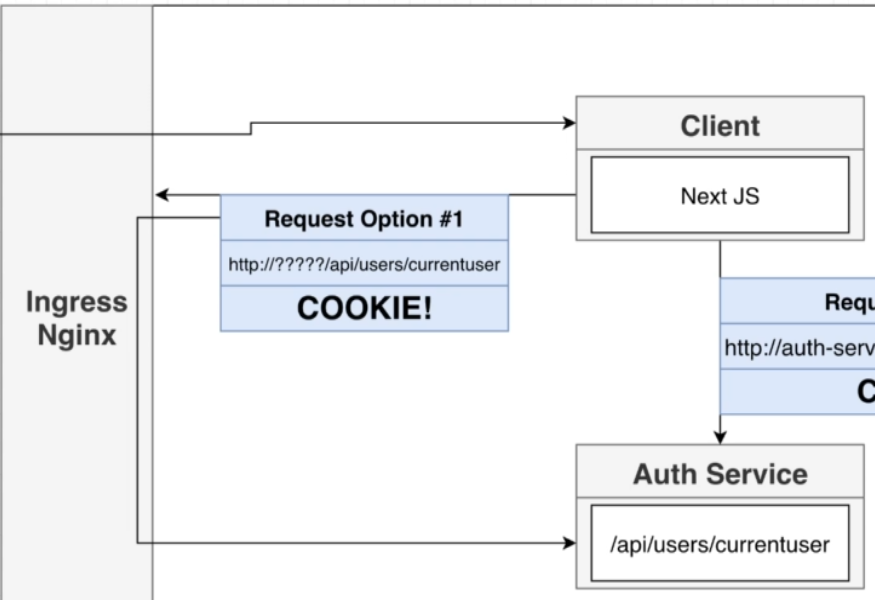 Client
Next JS
Request Option #1
http://?????/api/users/currentuser
COOKIE!
Ingress
Nginx
Requ
http://auth-serv
C
Auth Service
/api/users/currentuser